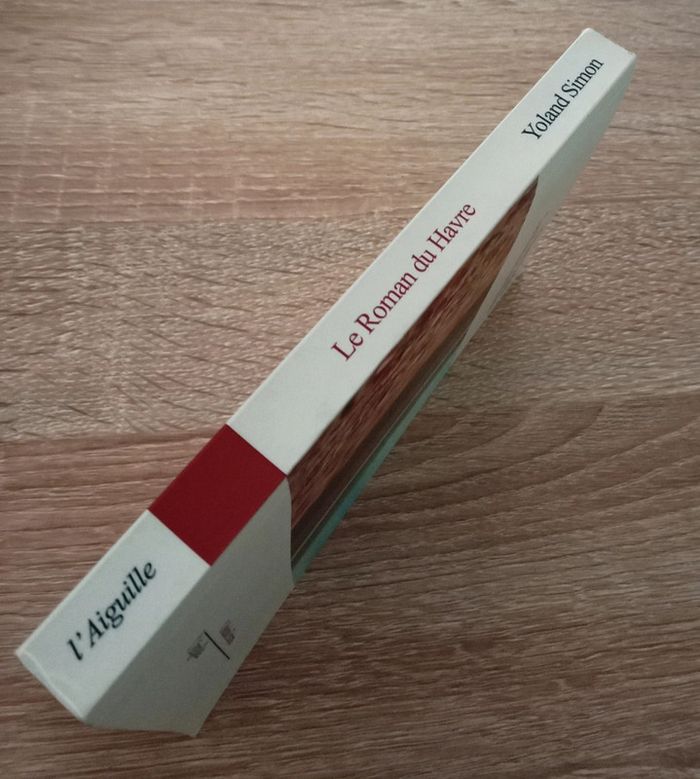 l'Aiguille
Le Roman du Havre
Yoland Simon